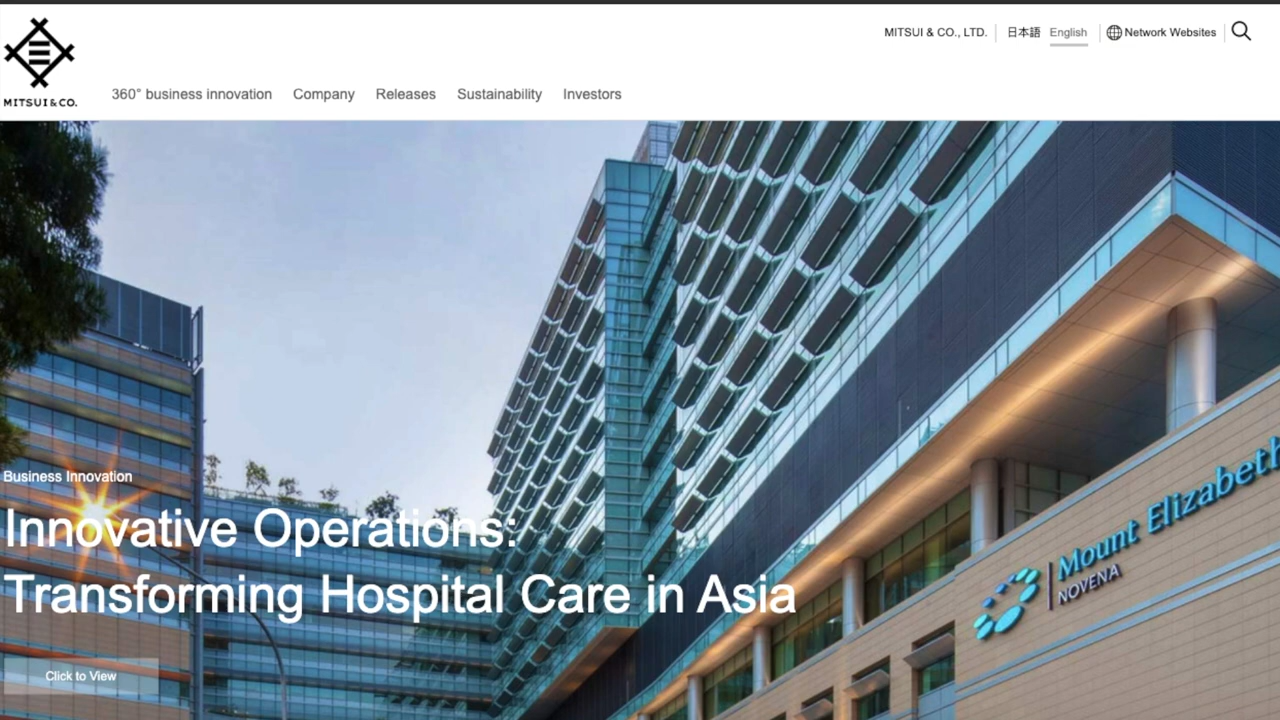 MITSUI & CO., LTD.
日本語
English
Network Websites
MITSUI & CO.
360° business innovation
Company
Releases
Sustainability
Investors
Business Innovation
Innovative Operations:
Transforming Hospital Care in Asia
Click to View
Mount Elizabeth
NOVENA